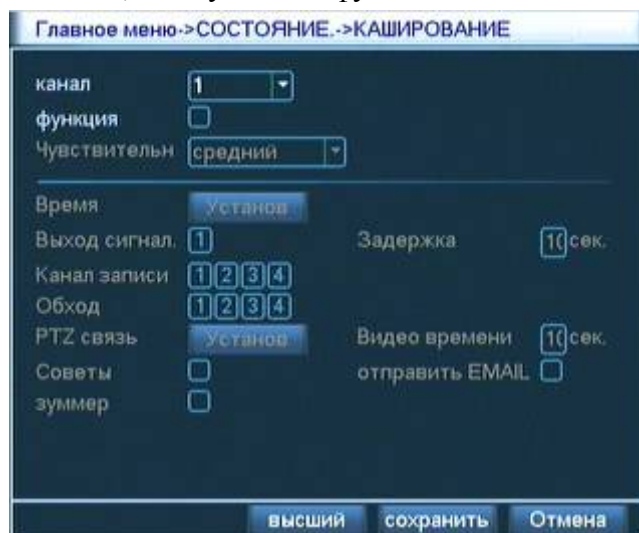 Главное меню->СОСТОЯНИЕ.->КАШИРОВАНИЕ
канал 1
функция
Чувствительн средний
Время Установ
Выход сигнал. 1 Задержка 10 сек.
Канал записи 1 2 3 4
Обход 1 2 3 4
PTZ связь Установ Видео времени 10 сек.
Советы отправить EMAIL
зуммер
высший сохранить Отмена